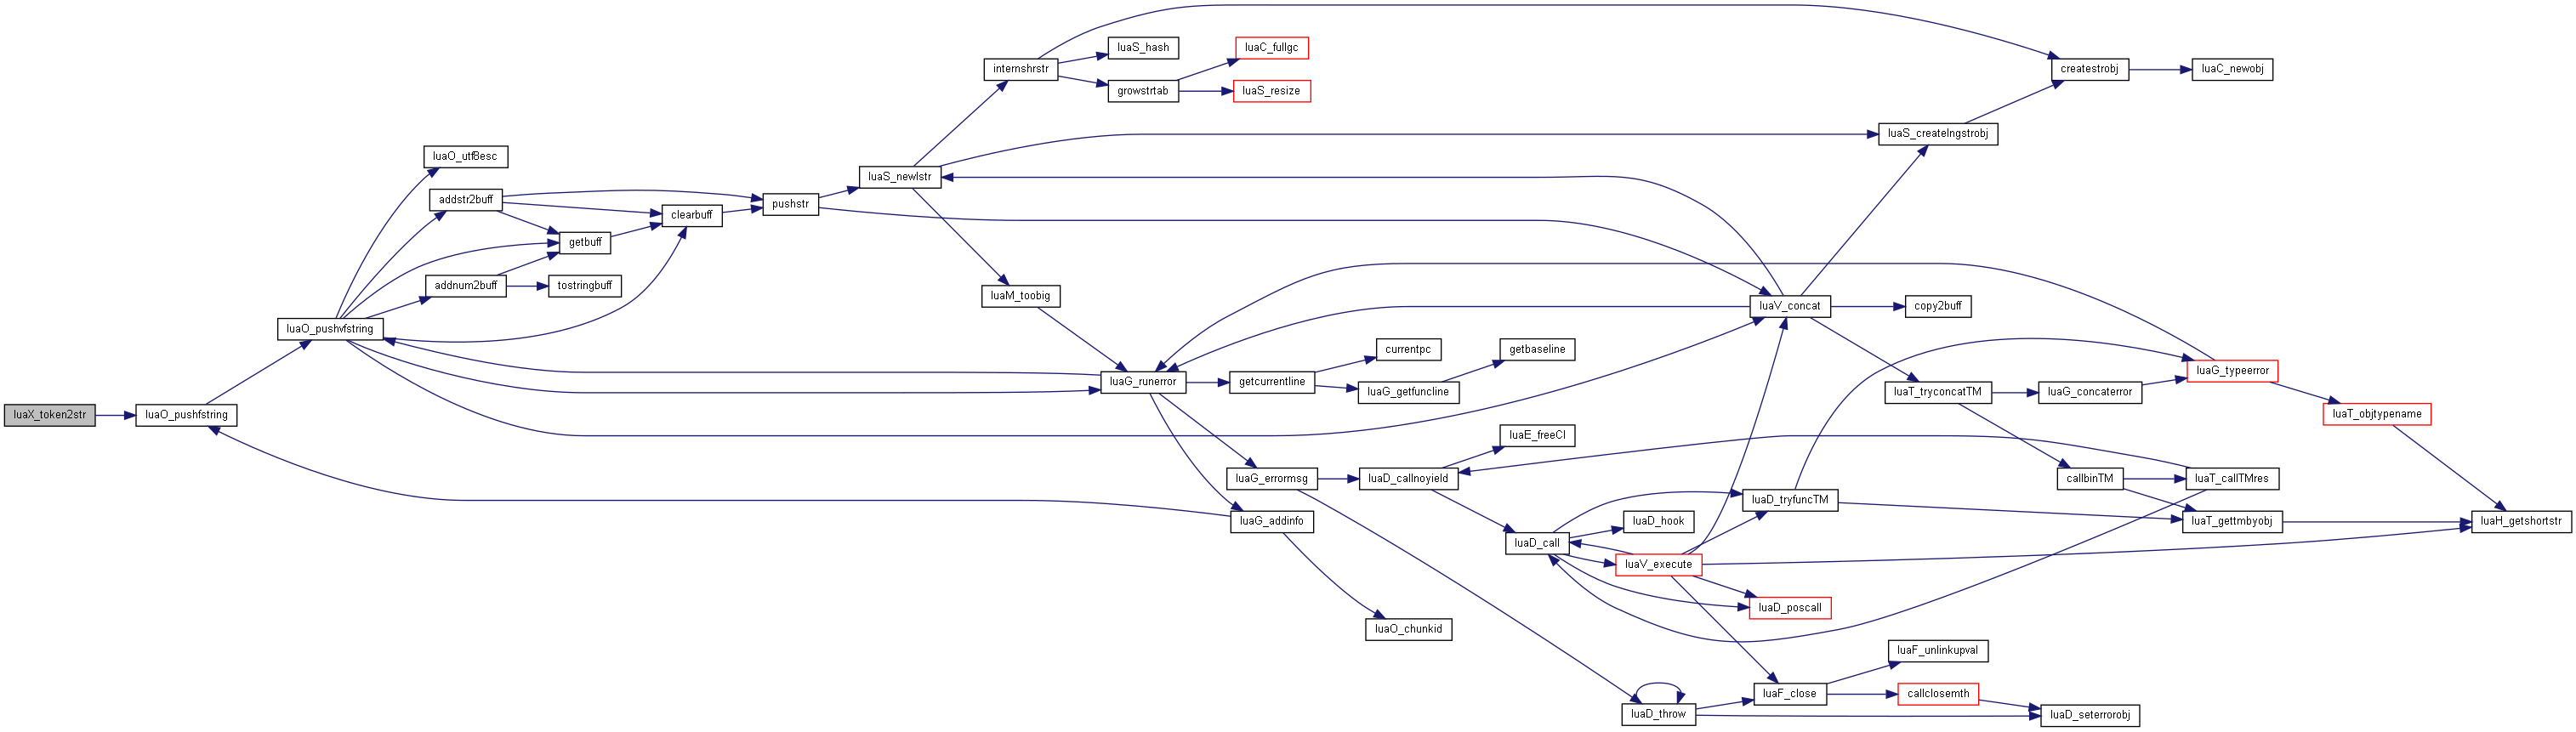 luaX_token2str
luaO_pushfstring
luaO_pushvfstring
luaO_utf8esc
addstr2buff
addnum2buff
getbuff
tostringbuff
clearbuff
pushstr
luaS_newlstr
internshrstr
luaM_toobig
luaS_hash
growstrtab
luaC_fullgc
luaS_resize
luaG_runerror
getcurrentline
currentpc
luaG_getfuncline
getbaseline
luaG_errormsg
luaG_addinfo
luaO_chunkid
luaD_callnoyield
luaE_freeCI
luaD_call
luaD_hook
luaV_execute
luaD_throw
luaV_concat
luaD_tryfuncTM
luaD_poscall
luaF_close
luaS_createlngstrobj
copy2buff
luaT_tryconcatTM
luaF_unlinkupval
callclosemth
luaD_seterrorobj
createstrobj
luaC_newobj
luaG_concaterror
callbinTM
luaG_typeerror
luaT_callTMres
luaT_gettmbyobj
luaT_objtypename
luaH_getshortstr